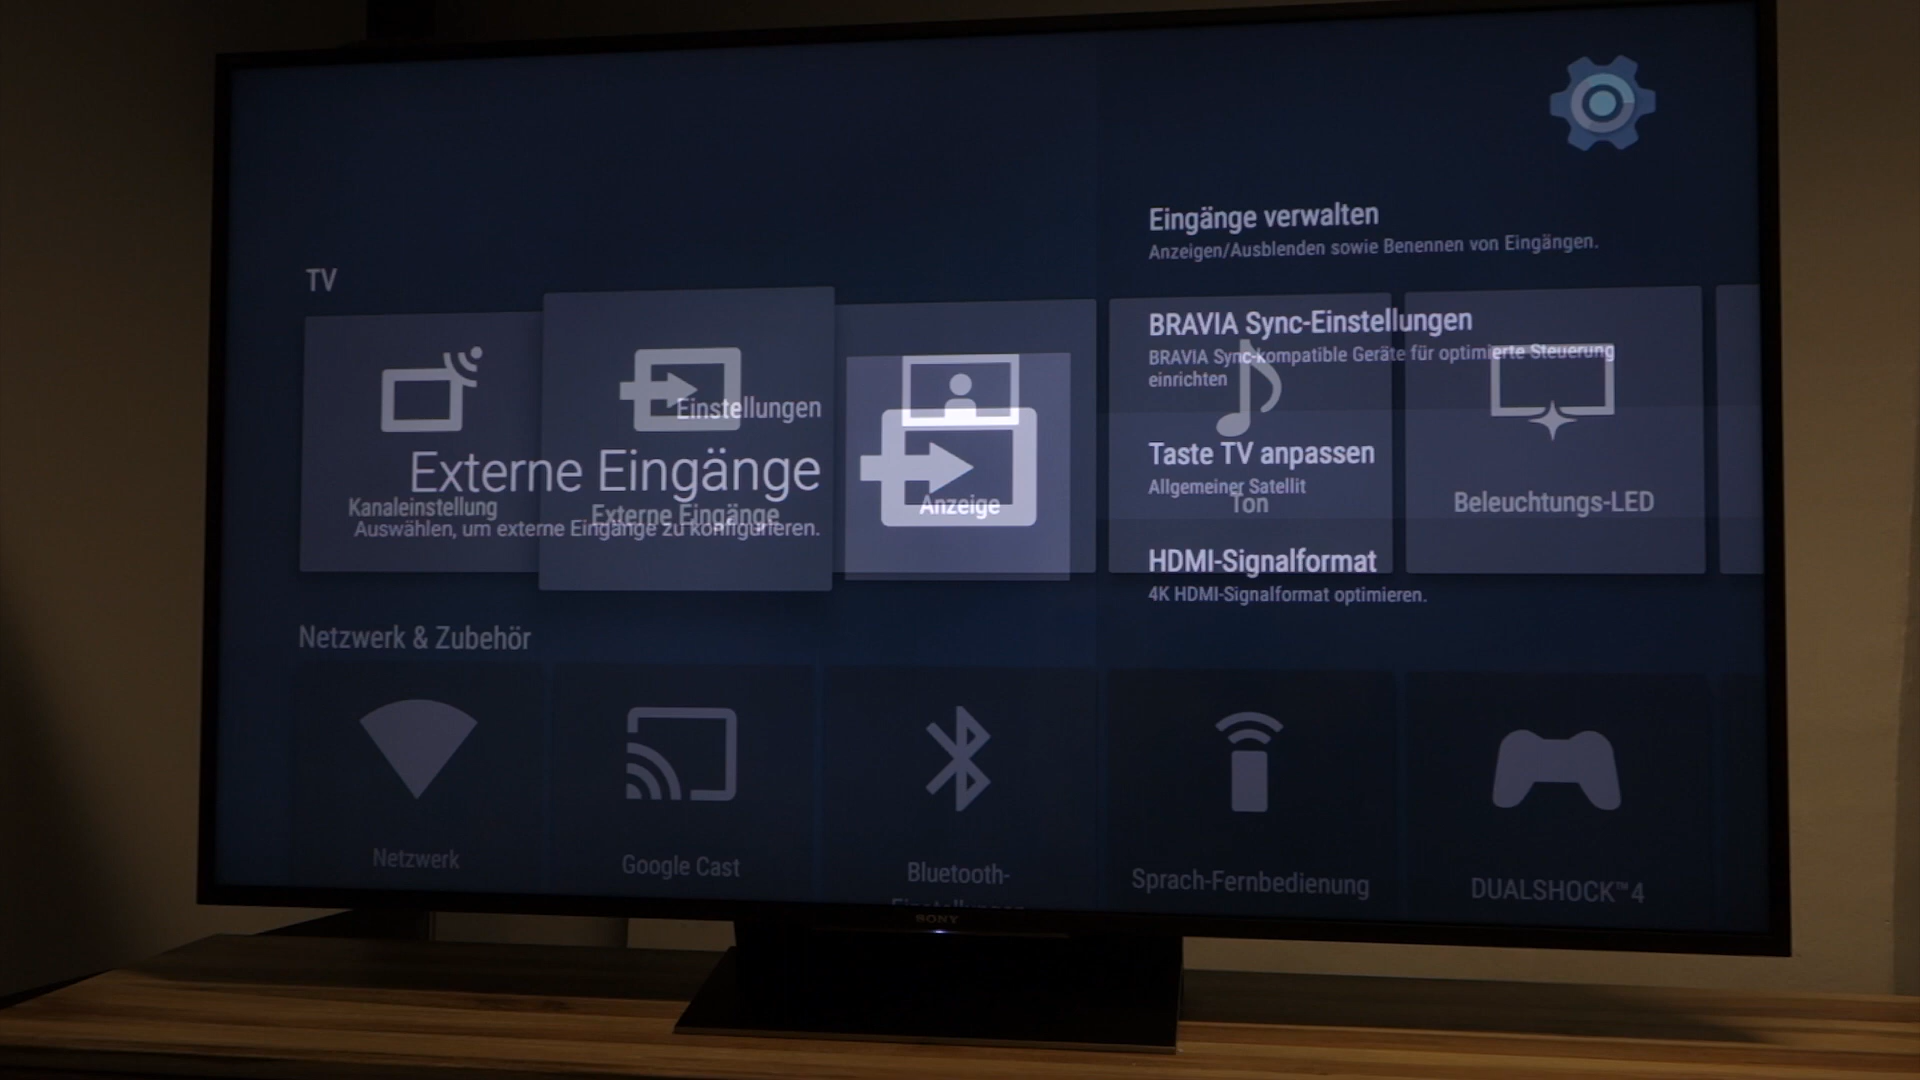 Eingänge verwalten
Anzeigen/Ausblenden sowie Benennen von Eingängen.
TV
BRAVIA Sync-Einstellungen
BRAVIA Sync-kompatible Geräte für optimierte Steuerung
einrichten
Einstellungen
Externe Eingänge
Auswählen, um externe Eingänge zu konfigurieren.
Kanaleinstellung
Externe Eingänge
Anzeige
Taste TV anpassen
Allgemeiner Satellit
Ton
Beleuchtungs-LED
HDMI-Signalformat
4K HDMI-Signalformat optimieren.
Netzwerk & Zubehör
Netzwerk
Google Cast
Bluetooth-
Einstellungen
Sprach-Fernbedienung
DUALSHOCK™4
SONY